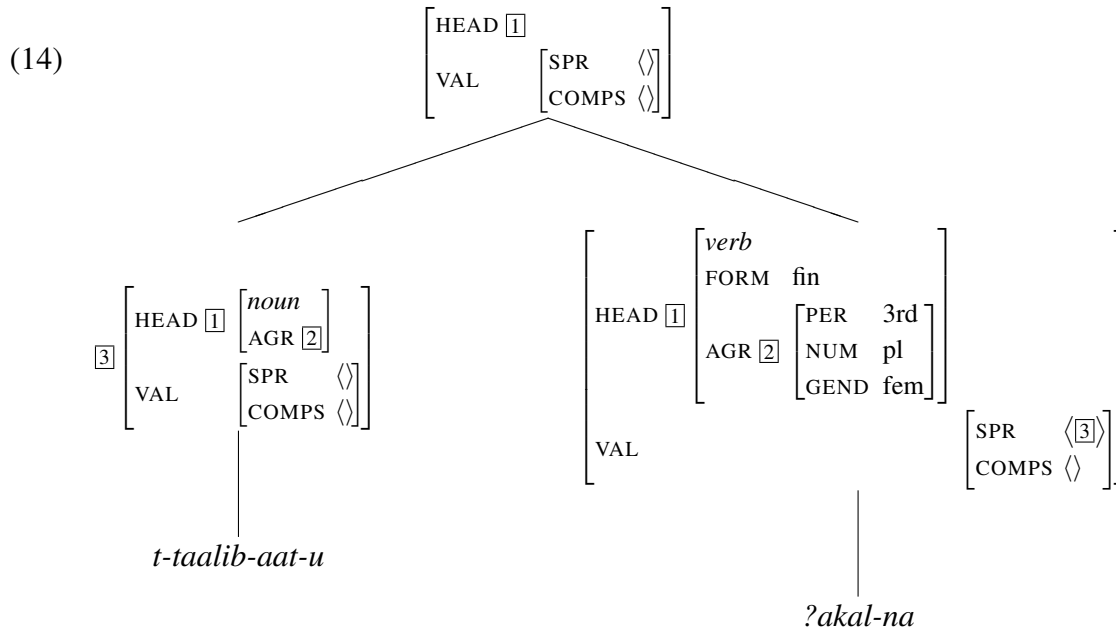 (14)
HEAD 1
VAL SPR ⟨⟩
COMPS ⟨⟩
3
HEAD 1 noun
AGR 2
VAL SPR ⟨⟩
COMPS ⟨⟩
t-taalib-aat-u
HEAD 1 verb
FORM fin
AGR 2 PER 3rd
NUM pl
GEND fem
VAL SPR ⟨3⟩
COMPS ⟨⟩
?akal-na